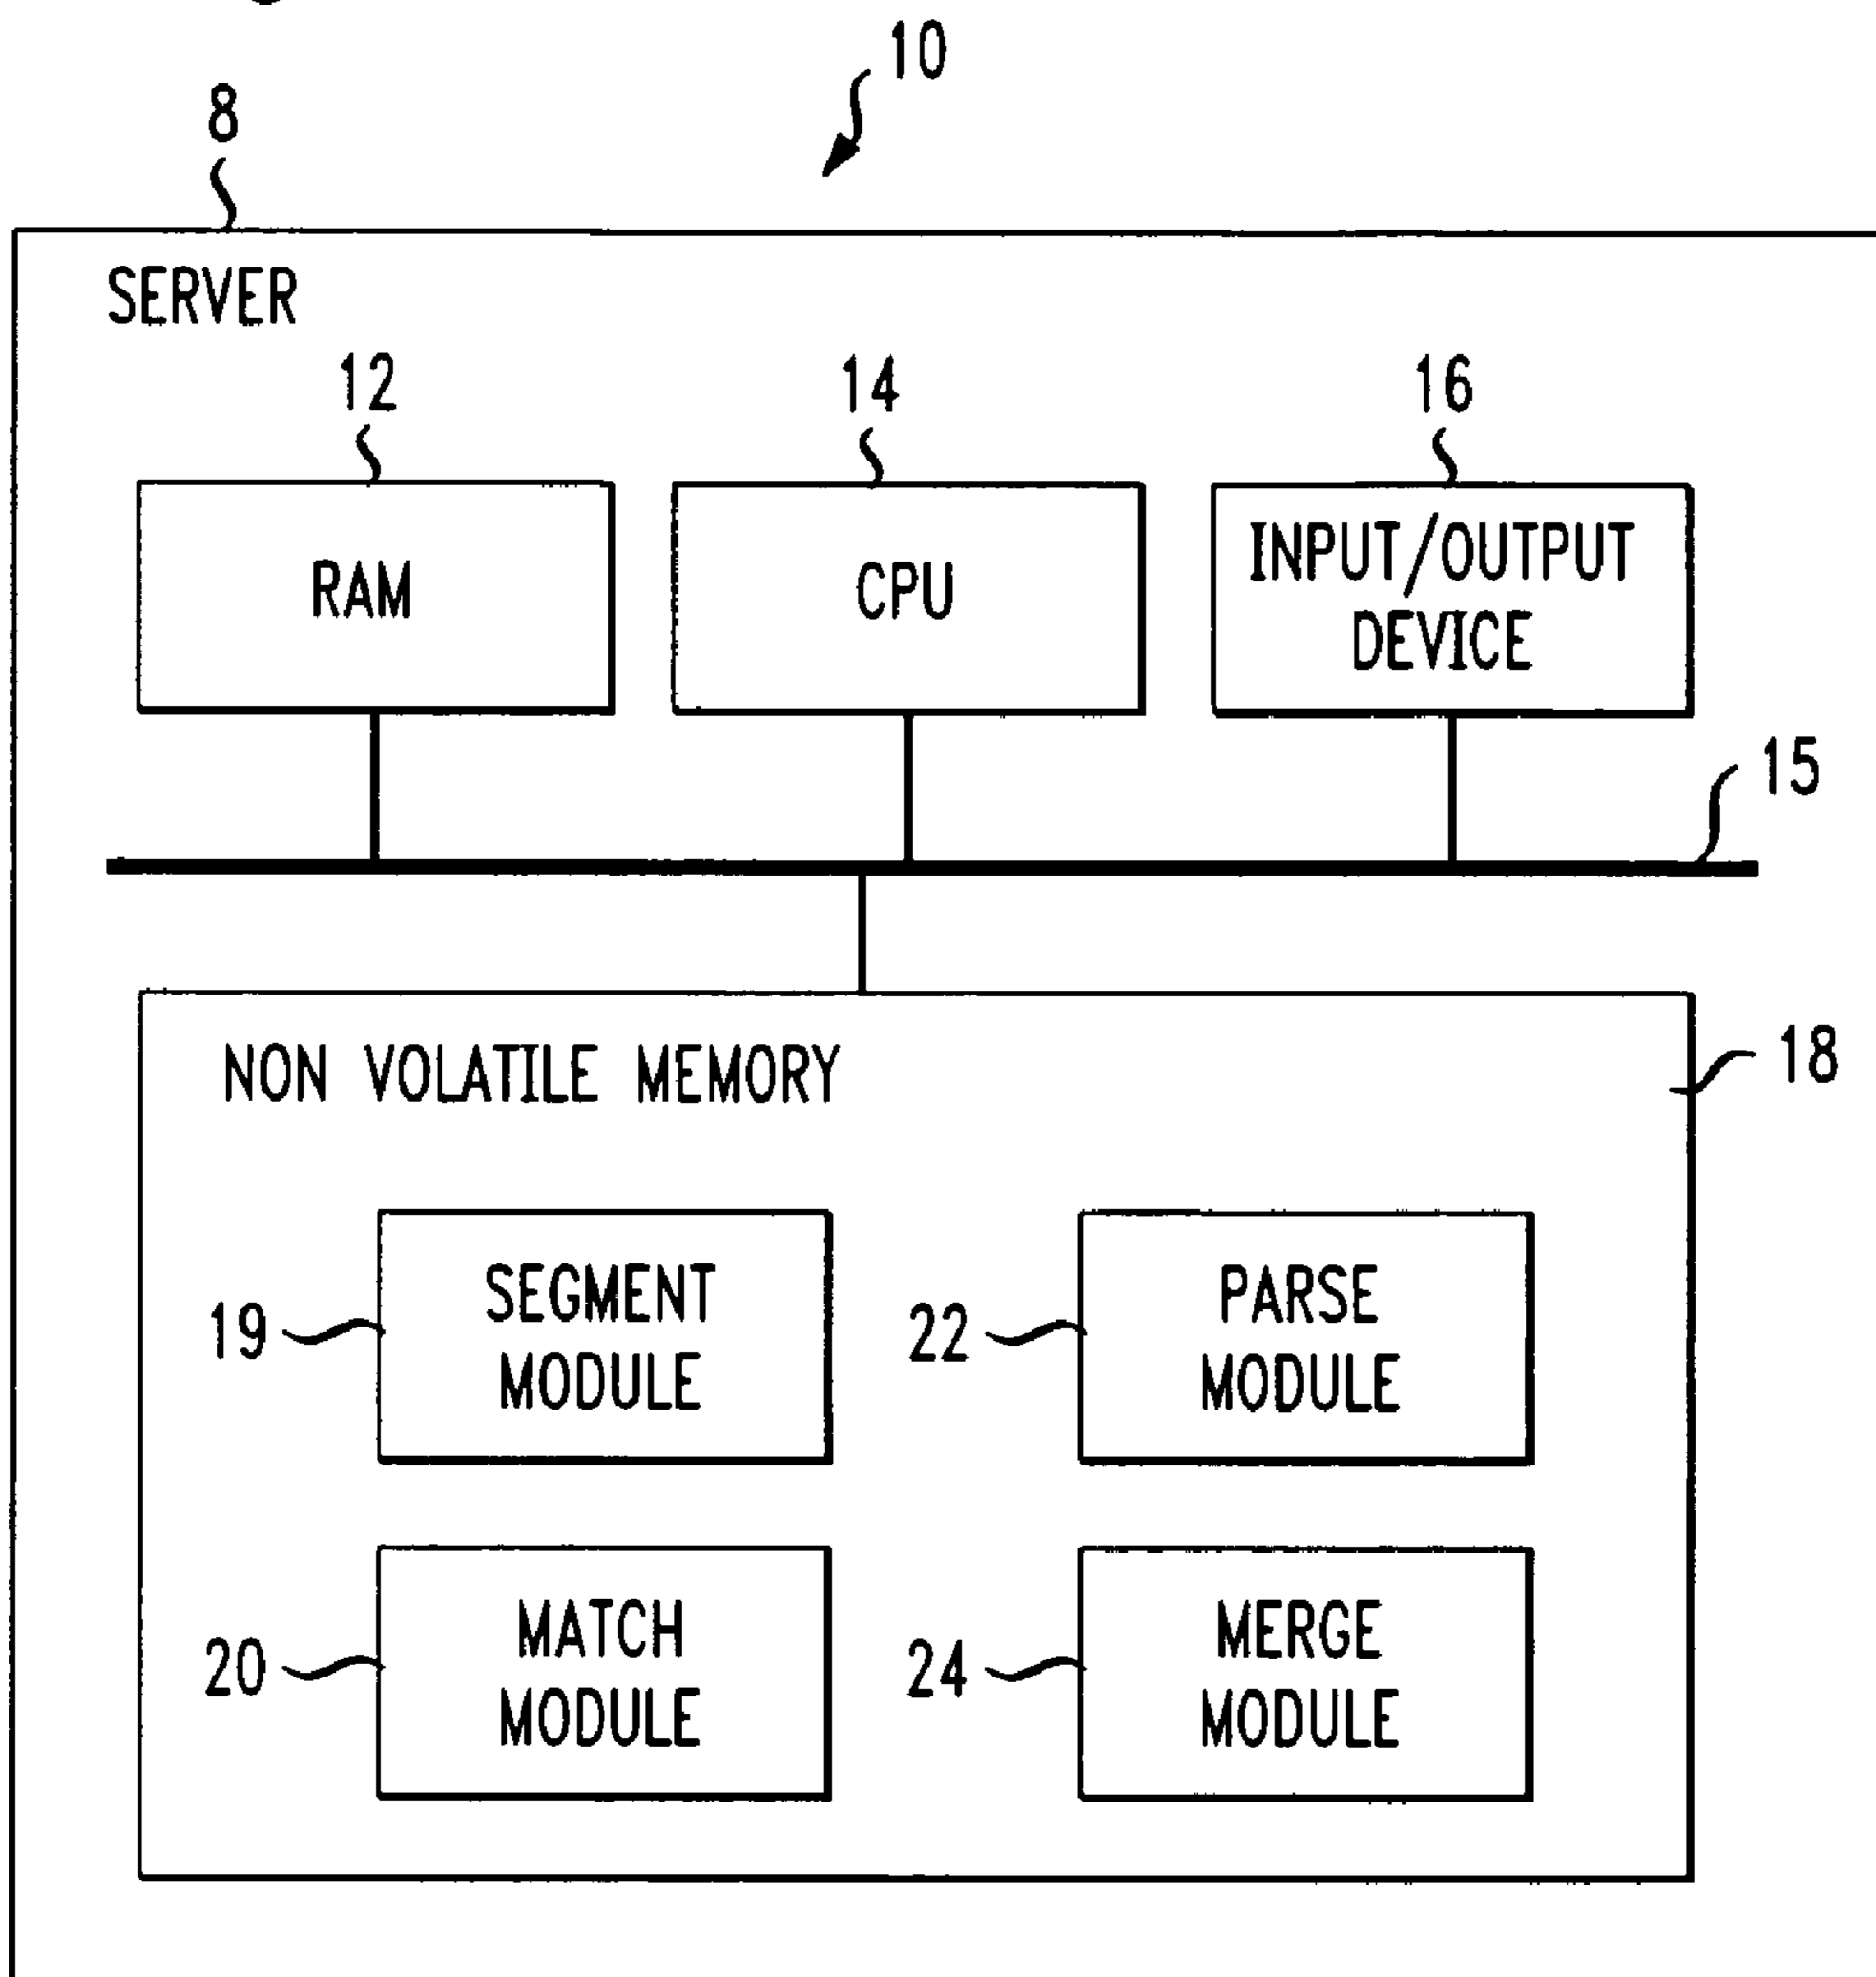 10
8
SERVER
12
14
16
RAM
CPU
INPUT/OUTPUT
DEVICE
15
NON VOLATILE MEMORY
18
19
SEGMENT
MODULE
22
PARSE
MODULE
20
MATCH
MODULE
24
MERGE
MODULE